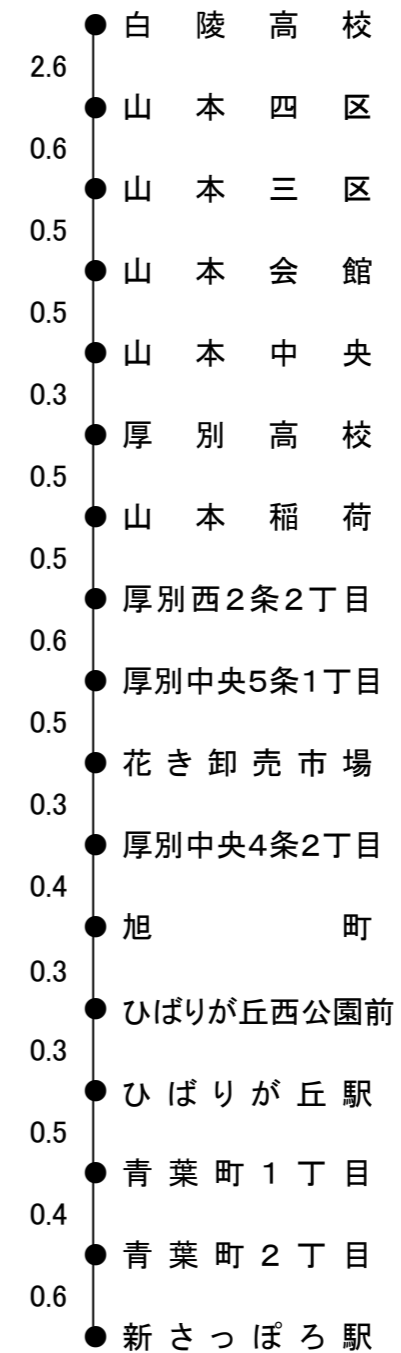 白陵高校
2.6
山本四区
0.6
山本三区
0.5
山本会館
0.5
山本中央
0.3
厚別高校
0.5
山本稲荷
0.5
厚別西2条2丁目
0.6
厚別中央5条1丁目
0.5
花き卸売市場
0.3
厚別中央4条2丁目
0.4
旭町
0.3
ひばりが丘西公園前
0.3
ひばりが丘駅
0.5
青葉町1丁目
0.4
青葉町2丁目
0.6
新さっぽろ駅